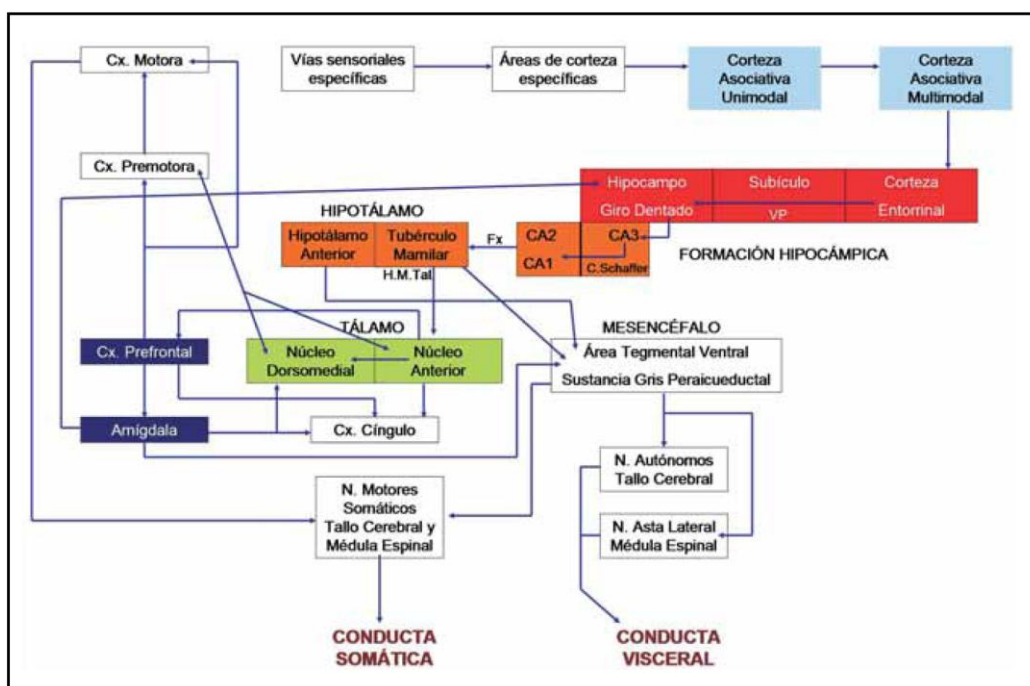 Cx. Motora
Vías sensoriales
específicas
Áreas de corteza
específicas
Corteza
Asociativa
Unimodal
Corteza
Asociativa
Multimodal
Cx. Premotora
Hipocampo
Giro Dentado
Subículo
VP
Corteza
Entorrinal
HIPOTÁLAMO
Hipotálamo
Anterior
Tubérculo
Mamilar
Fx
CA2
CA1
CA3
C.Schaffer
FORMACIÓN HIPOCÁMPICA
H.M.Tal
TÁLAMO
MESENCÉFALO
Cx. Prefrontal
Núcleo
Dorsomedial
Núcleo
Anterior
Área Tegmental Ventral
Sustancia Gris Peraicueductal
Amígdala
Cx. Cíngulo
N. Motores
Somáticos
Tallo Cerebral y
Médula Espinal
N. Autónomos
Tallo Cerebral
N. Asta Lateral
Médula Espinal
CONDUCTA
SOMÁTICA
CONDUCTA
VISCERAL